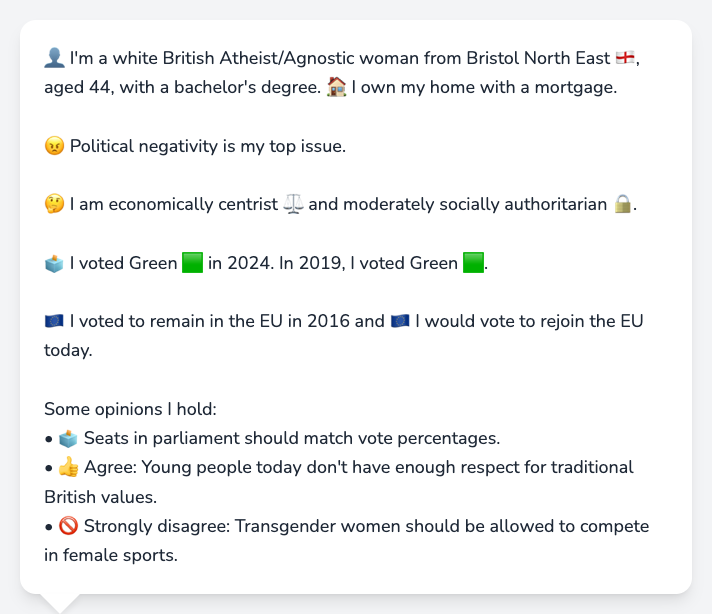 👤 I'm a white British Atheist/Agnostic woman from Bristol North East 🏴󠁧󠁢󠁥󠁮󠁧󠁿,
aged 44, with a bachelor's degree. 🏠 I own my home with a mortgage.
😠 Political negativity is my top issue.
🤔 I am economically centrist ⚖️ and moderately socially authoritarian 🔒.
🗳️ I voted Green 🟩 in 2024. In 2019, I voted Green 🟩.
🇪🇺 I voted to remain in the EU in 2016 and 🇪🇺 I would vote to rejoin the EU
today.
Some opinions I hold:
• 🗳️ Seats in parliament should match vote percentages.
• 👍 Agree: Young people today don't have enough respect for traditional
British values.
• 🚫 Strongly disagree: Transgender women should be allowed to compete
in female sports.